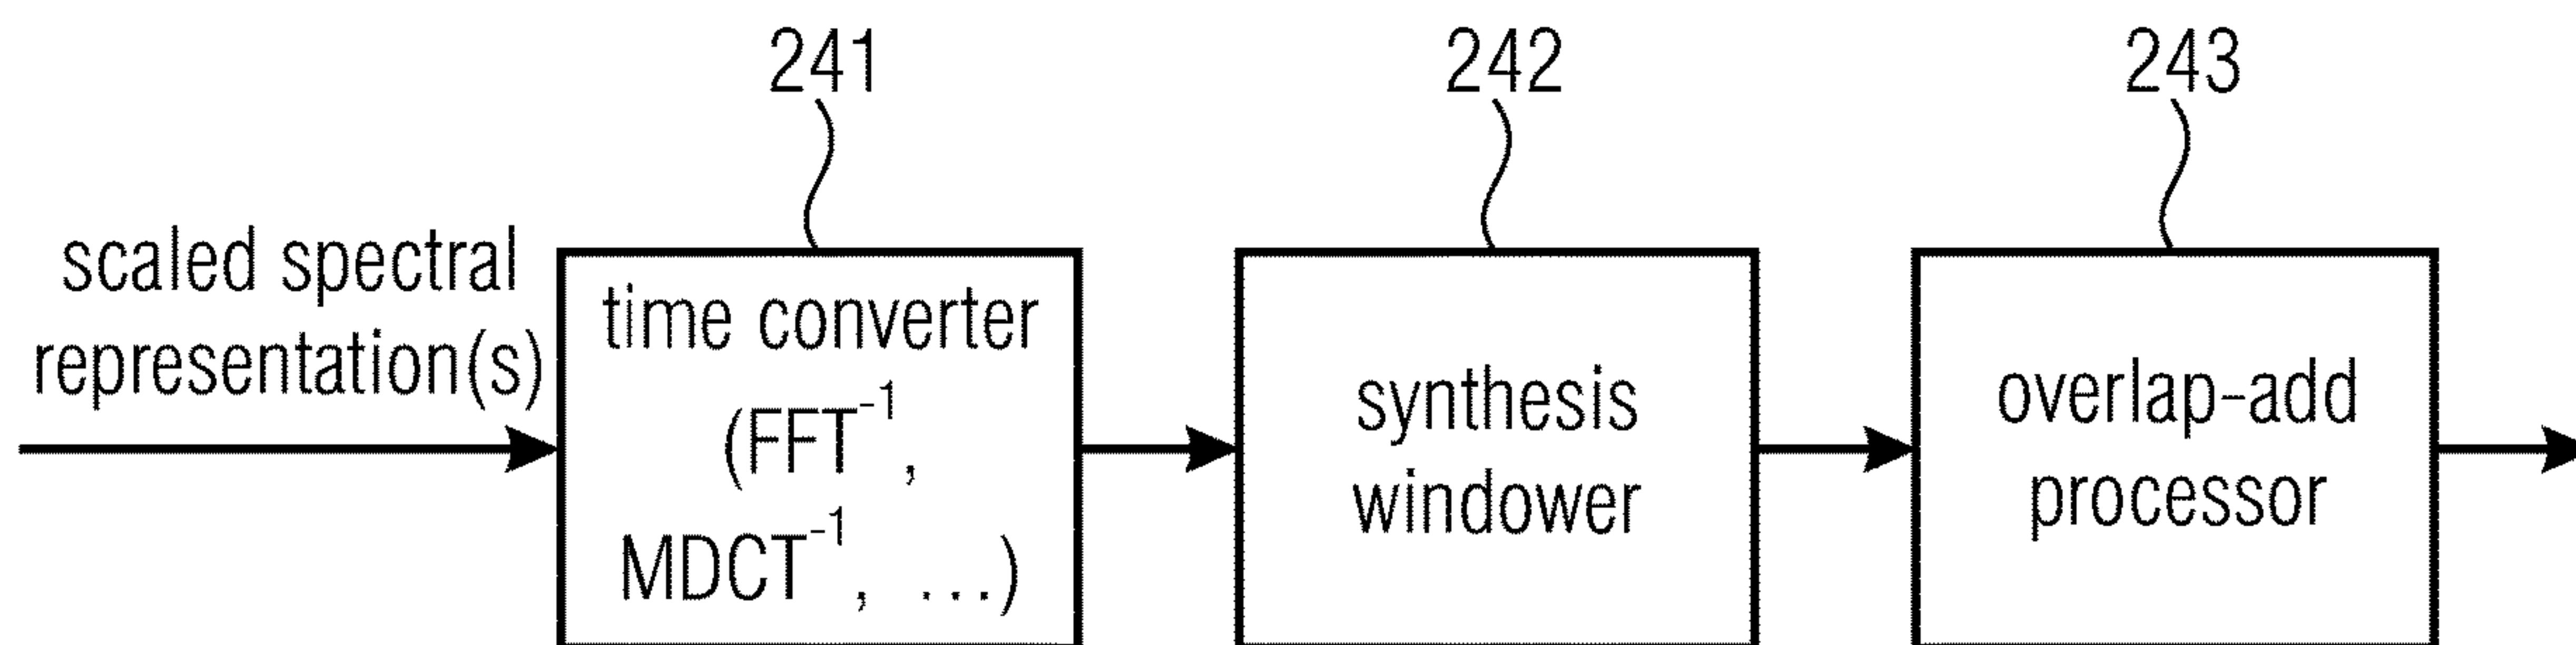 241
242
243
scaled spectral
representation(s)
time converter
(FFT⁻¹,
MDCT⁻¹, ...)
synthesis
windower
overlap-add
processor